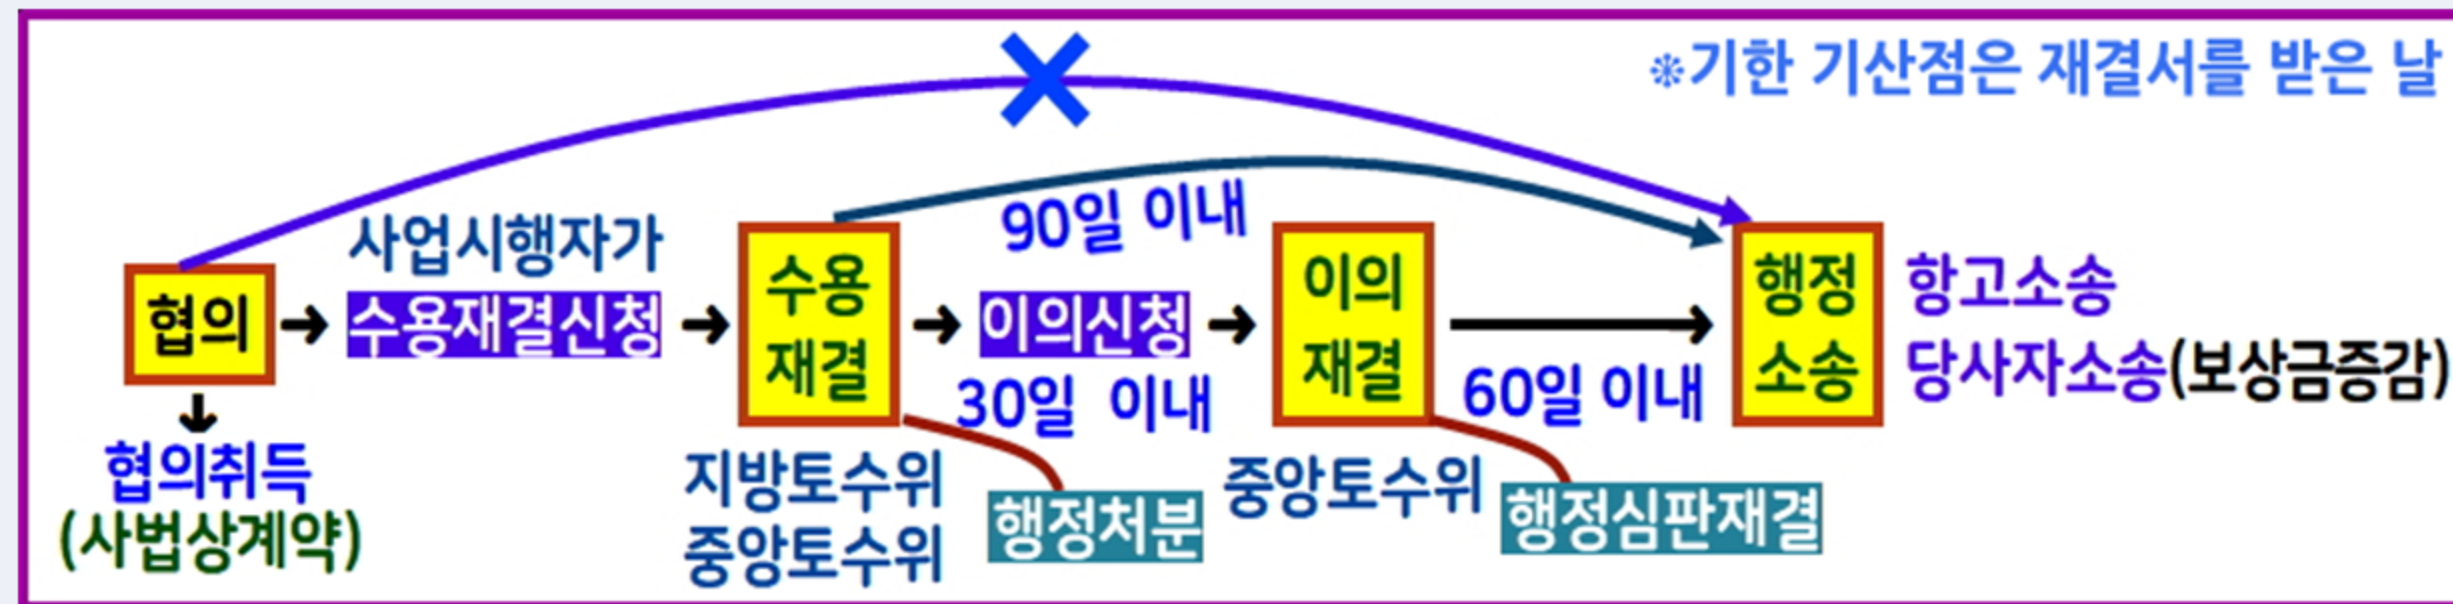 ※기한 기산점은 재결서를 받은 날
90일 이내
사업시행자가
협의 → 수용재결신청 → 수용 → 이의신청 → 이의 → 행정 항고소송
재결 재결 소송 당사자소송(보상금증감)
30일 이내 60일 이내
협의취득
(사법상계약)
지방토수위
중앙토수위
행정처분
중앙토수위
행정심판재결